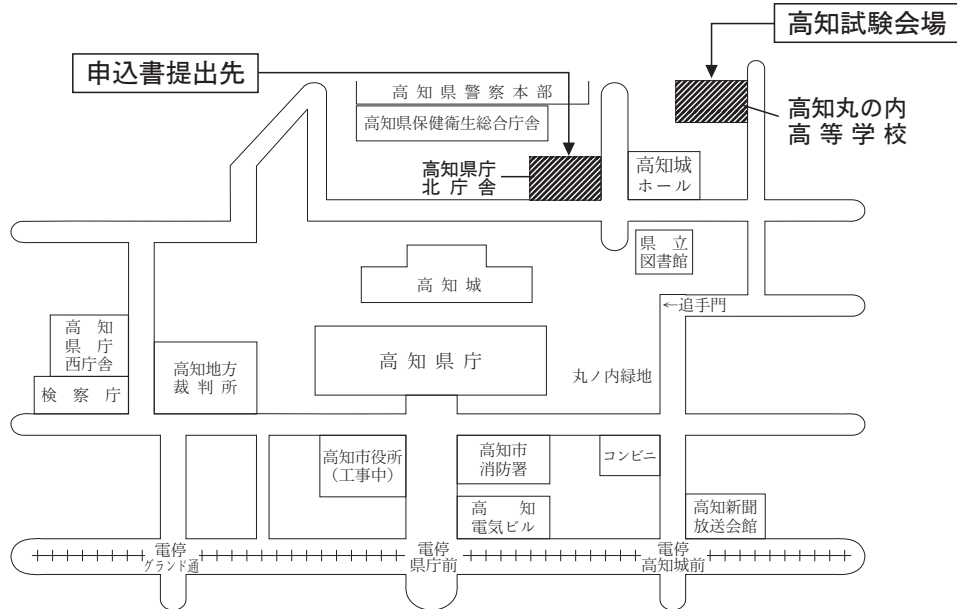 高知試験会場
申込書提出先
高知県警察本部
高知県保健衛生総合庁舎
高知丸の内
高等学校
高知県庁
北庁舎
高知城
ホール
県立
図書館
高知城
←追手門
高知
県庁
西庁舎
高知地方
裁判所
高知県庁
丸ノ内緑地
検察庁
高知市役所
（工事中）
高知市
消防署
コンビニ
高知
電気ビル
高知新聞
放送会館
電停
グランド通
電停
県庁前
電停
高知城前